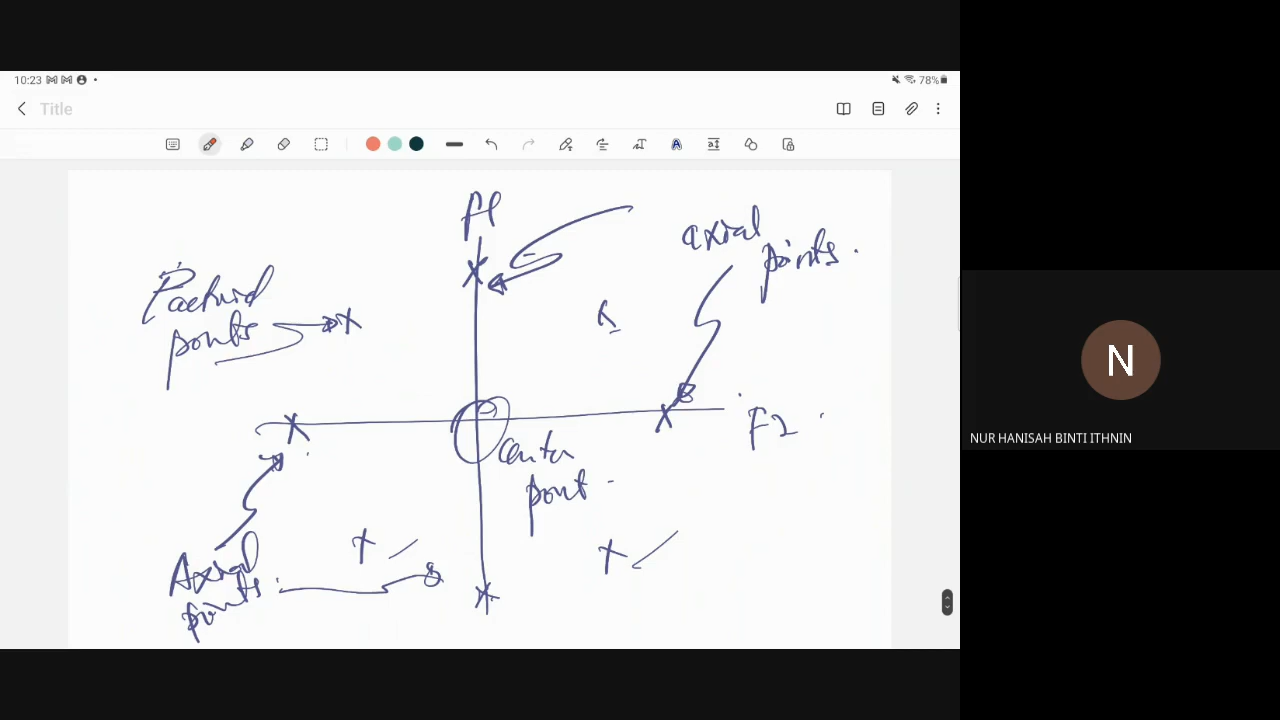 10:23
78%
Title
F1
axial
points.
Factorial
points
F2
center
point
Axial
points
N
NUR HANISAH BINTI ITHNIN